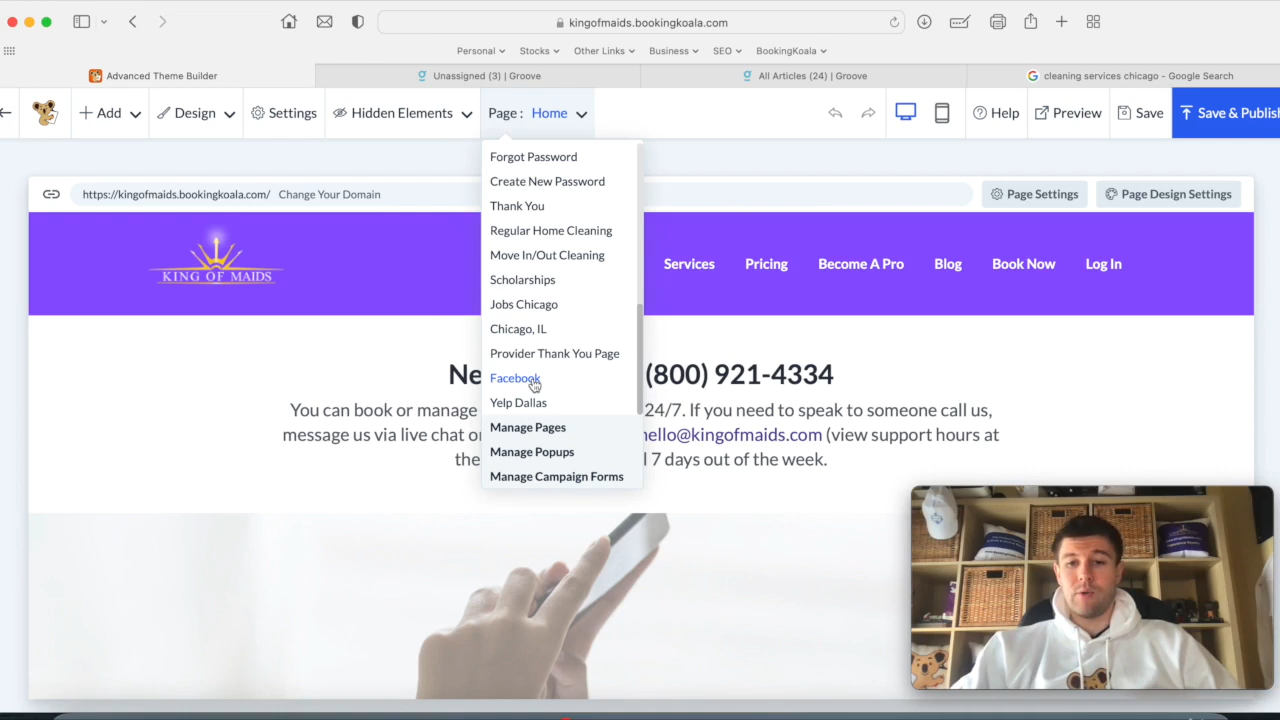 kingofmaids.bookingkoala.com
Personal Stocks Other Links Business SEO BookingKoala
Advanced Theme Builder
Unassigned (3) | Groove
All Articles (24) | Groove
cleaning services chicago - Google Search
Add Design Settings Hidden Elements Page : Home Help Preview Save Save & Publis
Forgot Password
Create New Password
Thank You
Regular Home Cleaning
Move In/Out Cleaning
Scholarships
Jobs Chicago
Chicago, IL
Provider Thank You Page
Facebook
Yelp Dallas
Manage Pages
Manage Popups
Manage Campaign Forms
https://kingofmaids.bookingkoala.com/ Change Your Domain
Page Settings Page Design Settings
KING OF MAIDS
Services Pricing Become A Pro Blog Book Now Log In
Ne (800) 921-4334
You can book or manage 24/7. If you need to speak to someone call us,
message us via live chat o hello@kingofmaids.com (view support hours at
the 7 days out of the week.